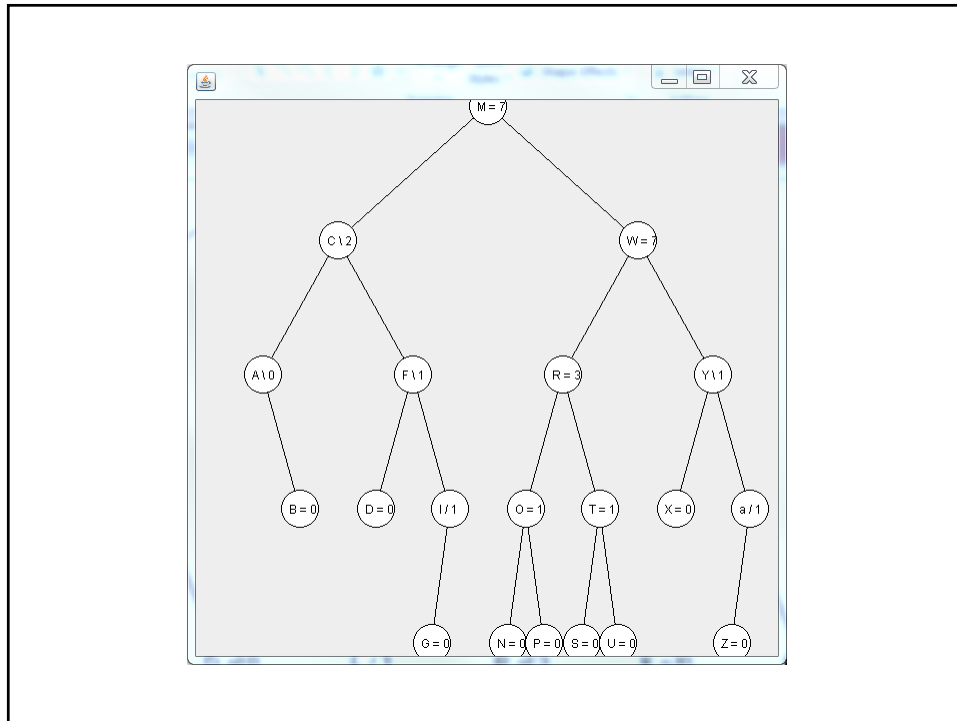 M = 7
C \ 2
W = 7
A \ 0
F \ 1
R = 3
Y \ 1
B = 0
D = 0
I / 1
O = 1
T = 1
X = 0
a / 1
G = 0
N = 0
P = 0
S = 0
U = 0
Z = 0